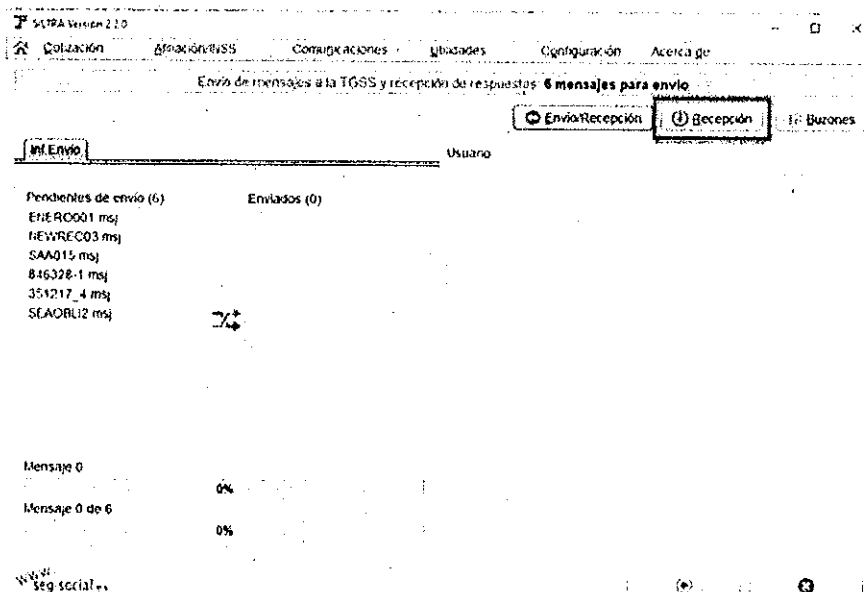 SILTRA Versión 2.2.0
Cotización Afiliación/INSS Comunicaciones Utilidades Configuración Acerca de
Envío de mensajes a la TGSS y recepción de respuestas: 6 mensajes para envío
Envío/Recepción Recepción Buzones
Inf.Envío Usuario
Pendientes de envío (6) Enviados (0)
ENERO001 msj
NEWREC03 msj
SAA015 msj
846328-1 msj
351217_4 msj
SEAOBLI2 msj
Mensaje 0
0%
Mensaje 0 de 6
0%
www
seg-social.es